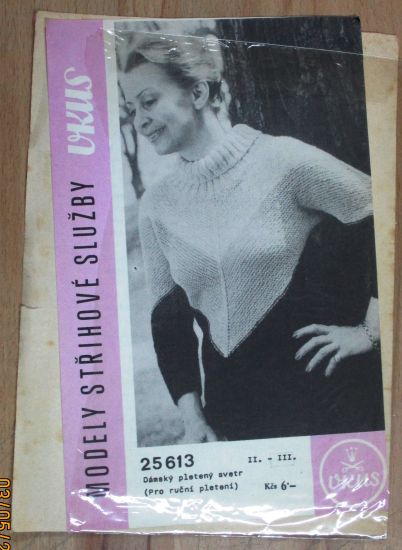 VKUS
MODELY STŘIHOVÉ SLUŽBY
25613
II. - III.
Dámský pletený svetr
(Pro ruční pletení)
Kčs 6·—
VKUS